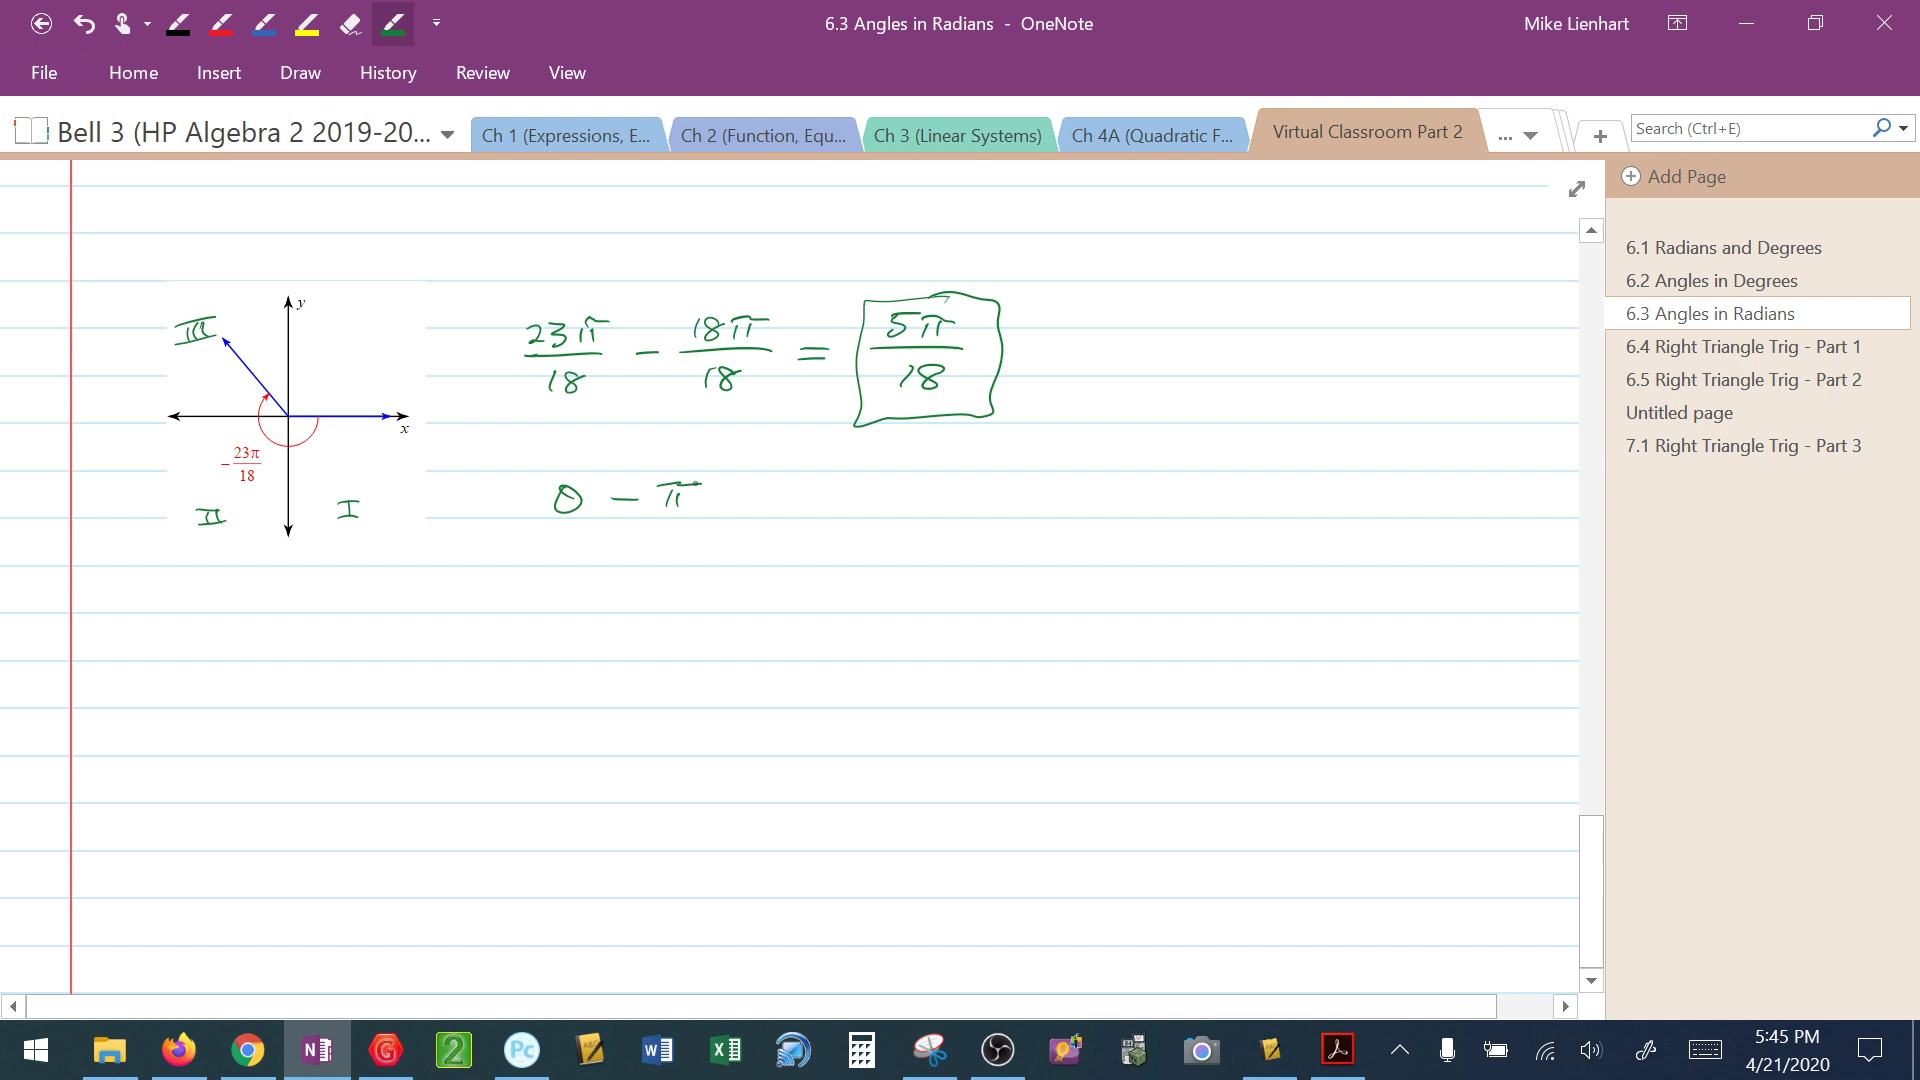 6.3 Angles in Radians - OneNote
Mike Lienhart
File Home Insert Draw History Review View
Bell 3 (HP Algebra 2 2019-20...
Ch 1 (Expressions, E...
Ch 2 (Function, Equ...
Ch 3 (Linear Systems)
Ch 4A (Quadratic F...
Virtual Classroom Part 2
...
Search (Ctrl+E)
Add Page
6.1 Radians and Degrees
6.2 Angles in Degrees
6.3 Angles in Radians
6.4 Right Triangle Trig - Part 1
6.5 Right Triangle Trig - Part 2
Untitled page
7.1 Right Triangle Trig - Part 3
y
III
x
-23π/18
II
I
23π/18 - 18π/18 = 5π/18
0 - π
5:45 PM
4/21/2020